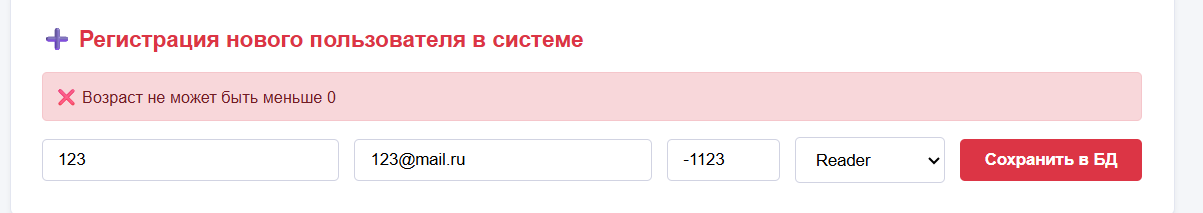 Регистрация нового пользователя в системе
Возраст не может быть меньше 0
123 123@mail.ru -1123 Reader Сохранить в БД